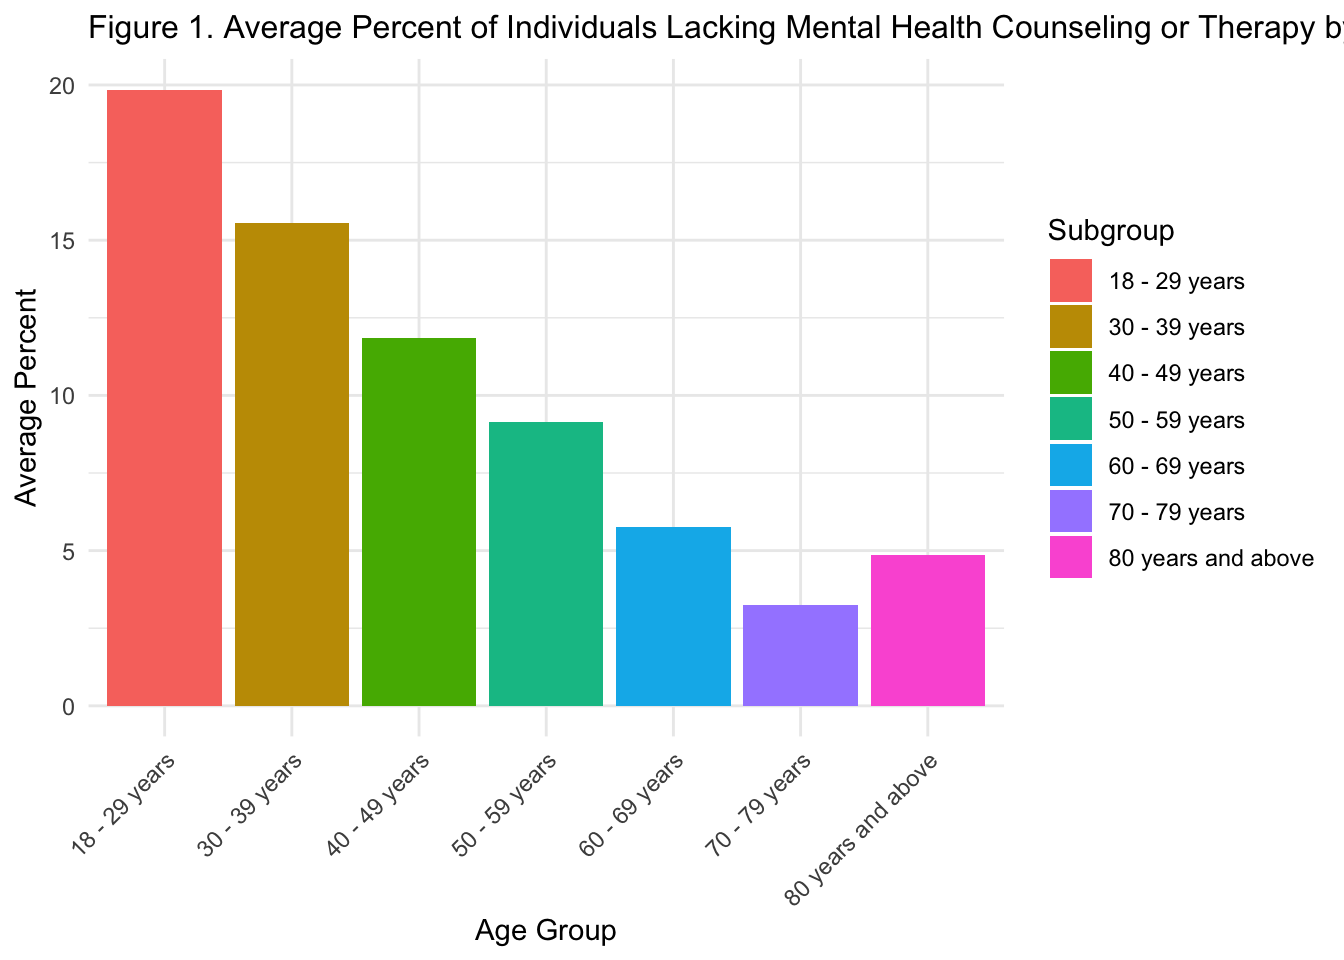 Figure 1. Average Percent of Individuals Lacking Mental Health Counseling or Therapy by
Average Percent
20
15
10
5
0
18 - 29 years
30 - 39 years
40 - 49 years
50 - 59 years
60 - 69 years
70 - 79 years
80 years and above
Age Group
Subgroup
18 - 29 years
30 - 39 years
40 - 49 years
50 - 59 years
60 - 69 years
70 - 79 years
80 years and above